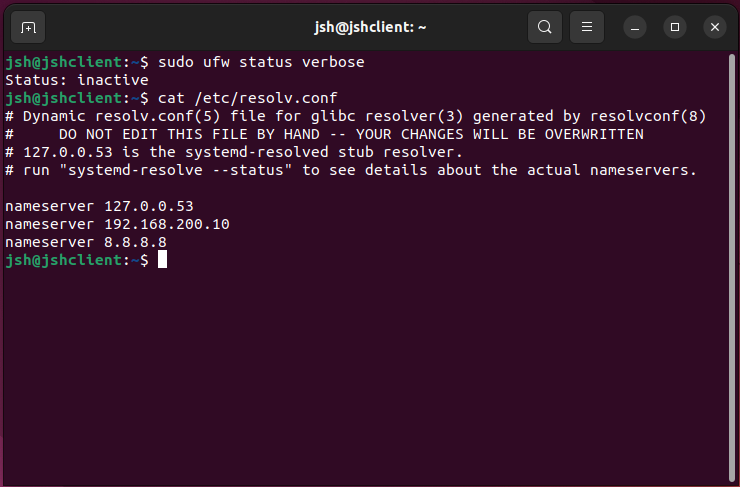 jsh@jshclient: ~
jsh@jshclient:~$ sudo ufw status verbose
Status: inactive
jsh@jshclient:~$ cat /etc/resolv.conf
# Dynamic resolv.conf(5) file for glibc resolver(3) generated by resolvconf(8)
#     DO NOT EDIT THIS FILE BY HAND -- YOUR CHANGES WILL BE OVERWRITTEN
# 127.0.0.53 is the systemd-resolved stub resolver.
# run "systemd-resolve --status" to see details about the actual nameservers.

nameserver 127.0.0.53
nameserver 192.168.200.10
nameserver 8.8.8.8
jsh@jshclient:~$